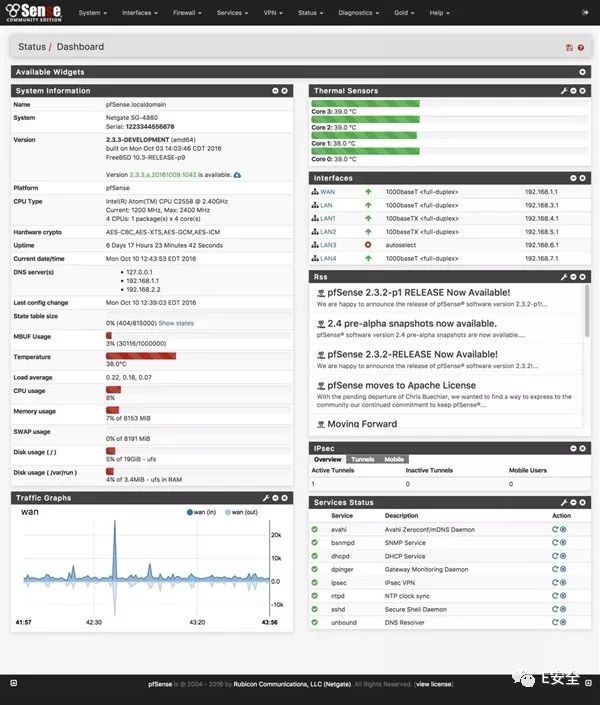 Sense
COMMUNITY EDITION
System
Interfaces
Firewall
Services
VPN
Status
Diagnostics
Gold
Help
Status / Dashboard
Available Widgets
System Information
Name pfSense.localdomain
System Netgate SG-4860
Serial: 1223344556678
Version 2.3.3-DEVELOPMENT (amd64)
built on Mon Oct 03 14:03:46 CDT 2016
FreeBSD 10.3-RELEASE-p9
Version 2.3.3.a.20161009.1042 is available.
Platform pfSense
CPU Type Intel(R) Atom(TM) CPU C2558 @ 2.40GHz
Current: 1200 MHz, Max: 2400 MHz
4 CPUs: 1 package(s) x 4 core(s)
Hardware crypto AES-CBC,AES-XTS,AES-GCM,AES-ICM
Uptime 6 Days 17 Hours 23 Minutes 42 Seconds
Current date/time Mon Oct 10 12:43:53 EDT 2016
DNS server(s) • 127.0.0.1
• 192.168.1.1
• 192.168.2.2
Last config change Mon Oct 10 12:39:03 EDT 2016
State table size
0% (404/815000) Show states
MBUF Usage
3% (30116/1000000)
Temperature
38.0°C
Load average 0.22, 0.18, 0.07
CPU usage
8%
Memory usage
7% of 8153 MiB
SWAP usage
0% of 8191 MiB
Disk usage ( / )
5% of 19GiB - ufs
Disk usage ( /var/run )
4% of 3.4MiB - ufs in RAM
Traffic Graphs
wan
wan (in)
wan (out)
20k
10k
0.0
-10k
41:57
42:30
43:20
43:56
Thermal Sensors
Core 3: 39.0 °C
Core 2: 39.0 °C
Core 1: 38.0 °C
Core 0: 39.0 °C
Interfaces
WAN 1000baseT <full-duplex> 192.168.1.1
LAN 1000baseT <full-duplex> 192.168.3.1
LAN1 1000baseTX <full-duplex> 192.168.4.1
LAN2 1000baseTX <full-duplex> 192.168.5.1
LAN3 autoselect 192.168.6.1
LAN4 1000baseT <full-duplex> 192.168.7.1
Rss
pfSense 2.3.2-p1 RELEASE Now Available!
We are happy to announce the release of pfSense® software version 2.3.2-p1!...
2.4 pre-alpha snapshots now available.
pfSense® software version 2.4 pre-alpha snapshots are now available....
pfSense 2.3.2-RELEASE Now Available!
We are happy to announce the release of pfSense® software version 2.3.2!...
pfSense moves to Apache License
With the pending departure of Chris Buechler, we wanted to find a way to express to the
community our continued commitment to keep pfSense®...
Moving Forward
IPsec
Overview Tunnels Mobile
Active Tunnels Inactive Tunnels Mobile Users
1 0 0
Services Status
Service Description Action
avahi Avahi Zeroconf/mDNS Daemon
bsnmpd SNMP Service
dhcpd DHCP Service
dpinger Gateway Monitoring Daemon
ipsec IPsec VPN
ntpd NTP clock sync
sshd Secure Shell Daemon
unbound DNS Resolver
pfSense is © 2004 - 2016 by Rubicon Communications, LLC (Netgate). All Rights Reserved. [view license]
E安全